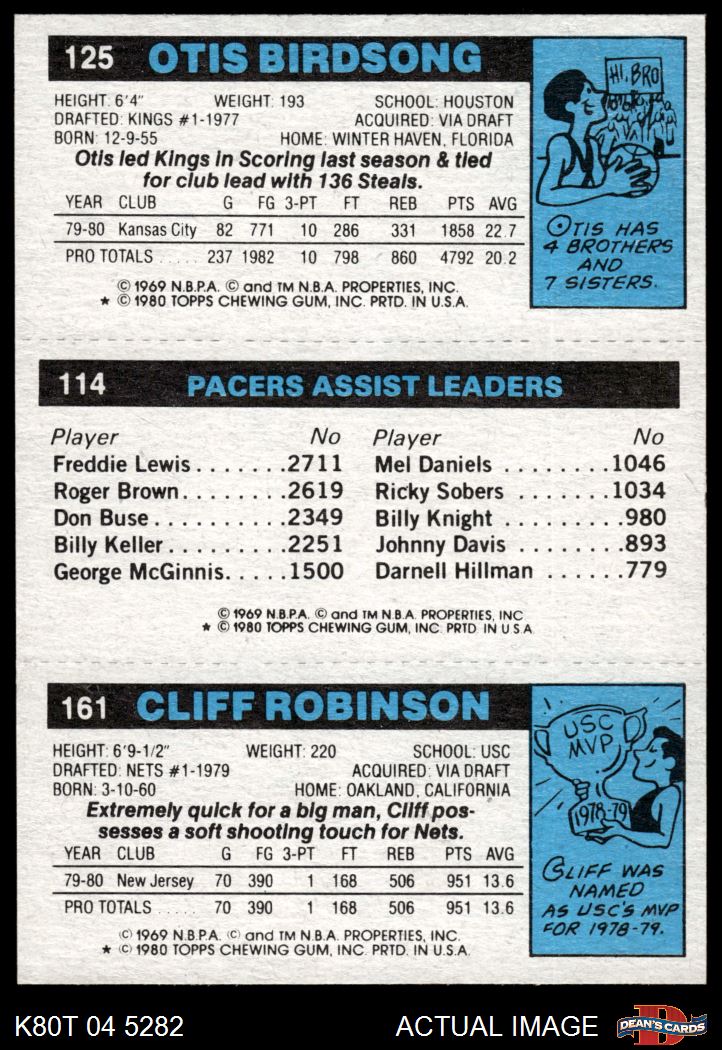 125 OTIS BIRDSONG
HEIGHT: 6'4" WEIGHT: 193 SCHOOL: HOUSTON
DRAFTED: KINGS #1-1977 ACQUIRED: VIA DRAFT
BORN: 12-9-55 HOME: WINTER HAVEN, FLORIDA
Otis led Kings in Scoring last season & tied
for club lead with 136 Steals.
YEAR CLUB G FG 3-PT FT REB PTS AVG
79-80 Kansas City 82 771 10 286 331 1858 22.7
PRO TOTALS ..... 237 1982 10 798 860 4792 20.2
© 1969 N.B.P.A. © and TM N.B.A. PROPERTIES, INC.
★ © 1980 TOPPS CHEWING GUM, INC. PRTD. IN U.S.A.
HI, BRO
OTIS HAS
4 BROTHERS
AND
7 SISTERS.
114 PACERS ASSIST LEADERS
Player No Player No
Freddie Lewis.......2711 Mel Daniels ........1046
Roger Brown........2619 Ricky Sobers .......1034
Don Buse..........2349 Billy Knight .........980
Billy Keller.........2251 Johnny Davis ........893
George McGinnis.....1500 Darnell Hillman ......779
© 1969 N.B.P.A. © and TM N.B.A. PROPERTIES, INC
★ © 1980 TOPPS CHEWING GUM, INC. PRTD IN U S A
161 CLIFF ROBINSON
HEIGHT: 6'9-1/2" WEIGHT: 220 SCHOOL: USC
DRAFTED: NETS #1-1979 ACQUIRED: VIA DRAFT
BORN: 3-10-60 HOME: OAKLAND, CALIFORNIA
Extremely quick for a big man, Cliff pos-
sesses a soft shooting touch for Nets.
YEAR CLUB G FG 3-PT FT REB PTS AVG
79-80 New Jersey 70 390 1 168 506 951 13.6
PRO TOTALS ..... 70 390 1 168 506 951 13.6
(C) 1969 N.B.P.A. (C) and TM N.B.A. PROPERTIES, INC.
★ (C) 1980 TOPPS CHEWING GUM, INC. PRTD. IN U.S.A.
USC
MVP
1978-79
CLIFF WAS
NAMED
AS USC'S MVP
FOR 1978-79.
K80T 04 5282 ACTUAL IMAGE D DEAN'S CARDS